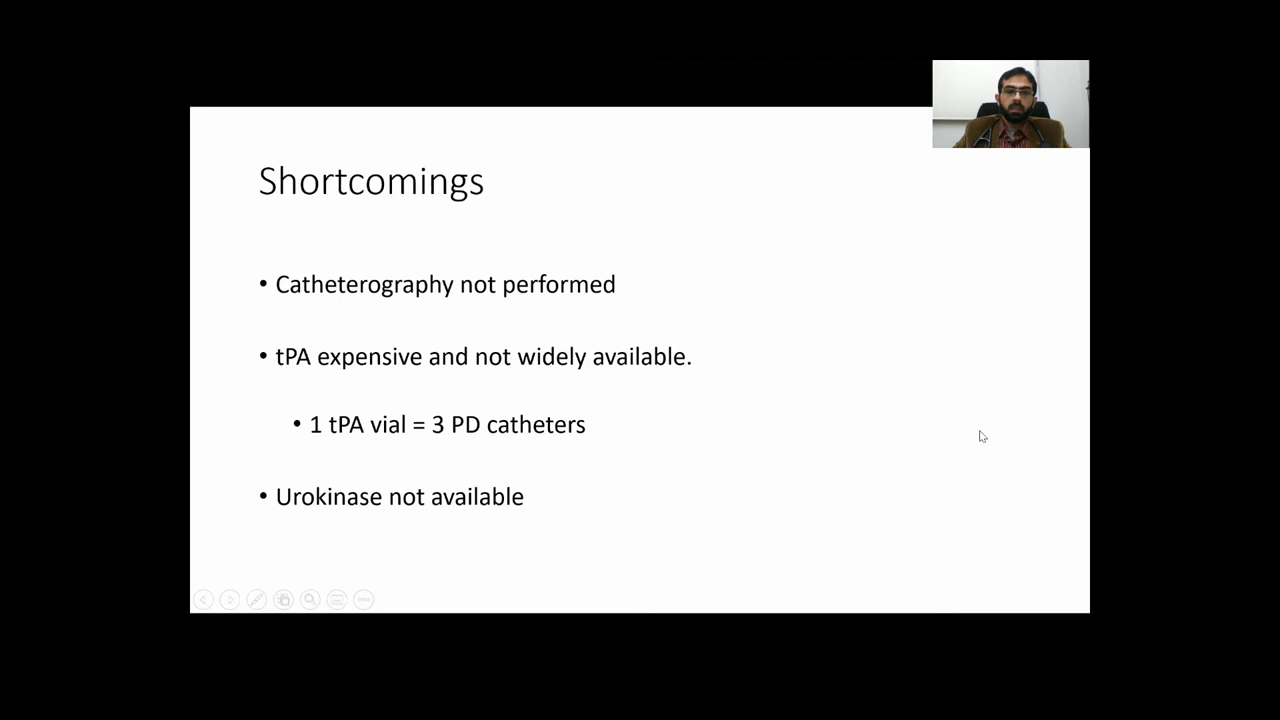 Shortcomings
• Catheterography not performed
• tPA expensive and not widely available.
• 1 tPA vial = 3 PD catheters
• Urokinase not available